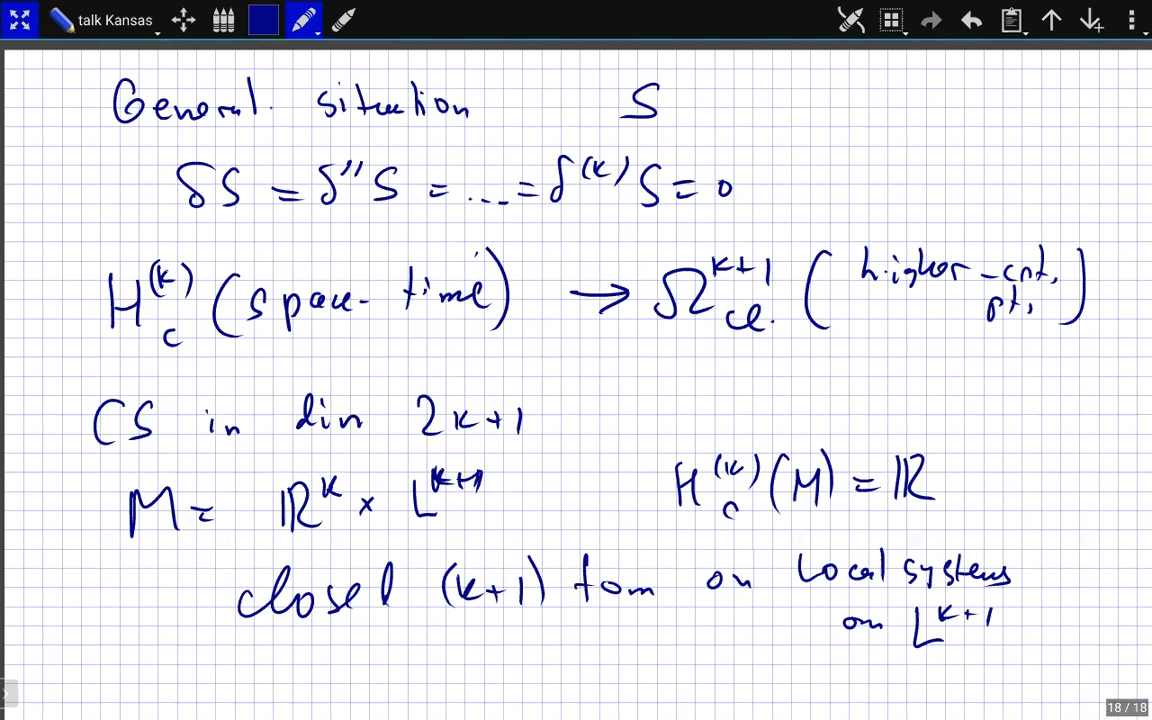 talk Kansas
General situation S
δS = δ''S = ... = δ^(k) S = 0
H_c^(k) (space-time) → Ω_cl.^k+1 (higher-crit. pt.)
CS in dim 2k+1
M = ℝ^k × L^k+1 H_c^(k) (M) = ℝ
closed (k+1) form on local systems
on L^k+1
18 / 18